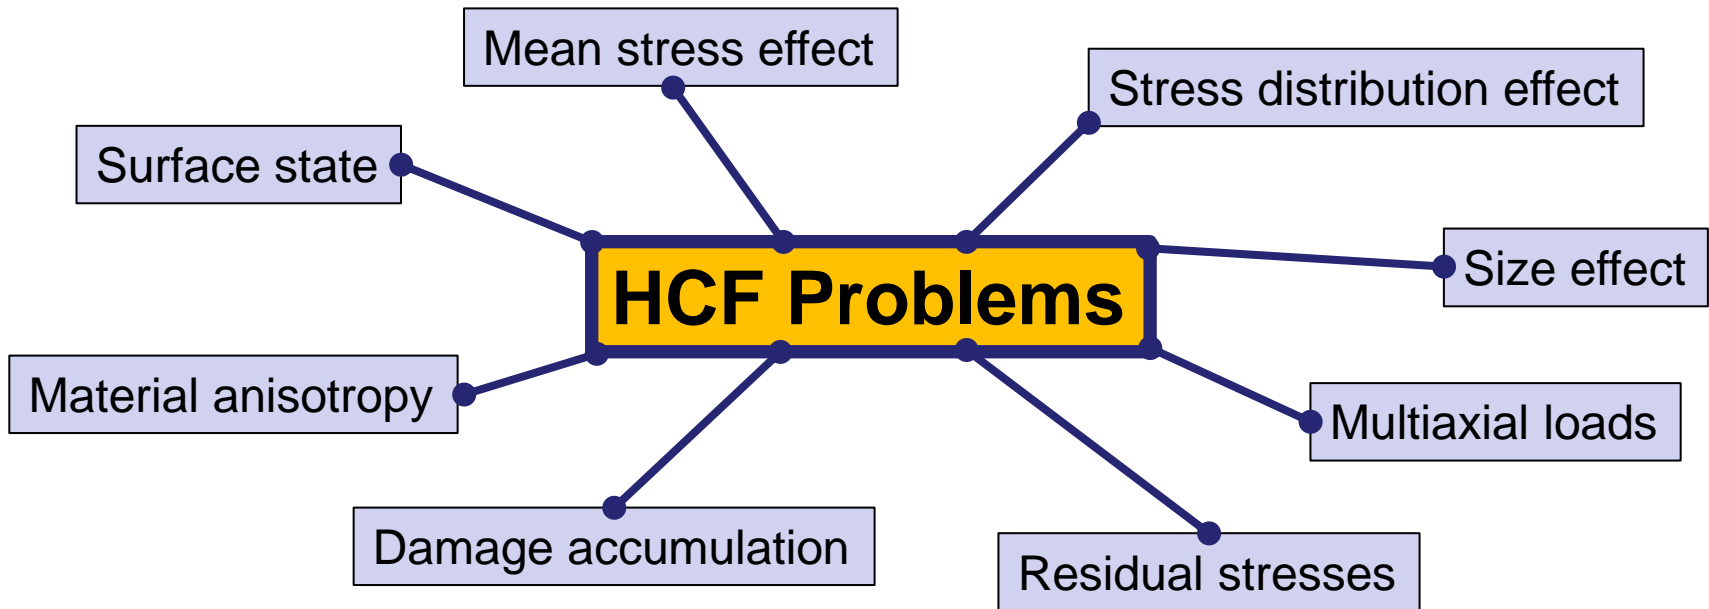 Mean stress effect
Stress distribution effect
Surface state
Size effect
HCF Problems
Material anisotropy
Multiaxial loads
Damage accumulation
Residual stresses